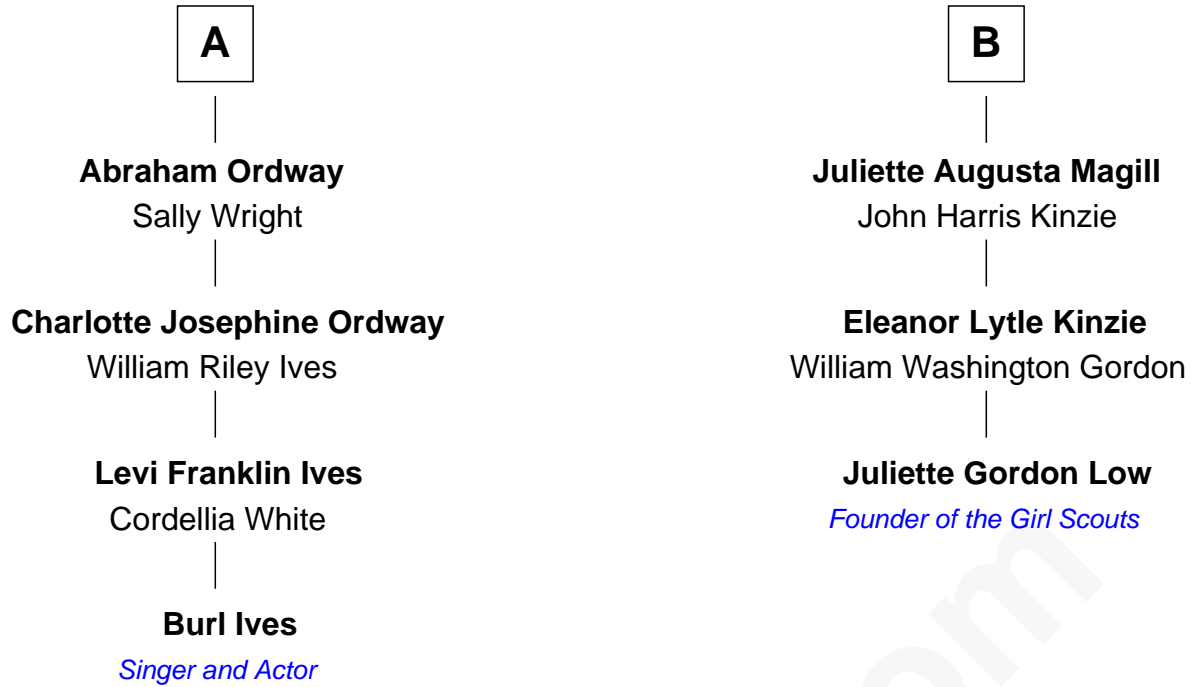 A
Abraham Ordway
Sally Wright
Charlotte Josephine Ordway
William Riley Ives
Levi Franklin Ives
Cordellia White
Burl Ives
Singer and Actor
B
Juliette Augusta Magill
John Harris Kinzie
Eleanor Lytle Kinzie
William Washington Gordon
Juliette Gordon Low
Founder of the Girl Scouts
om